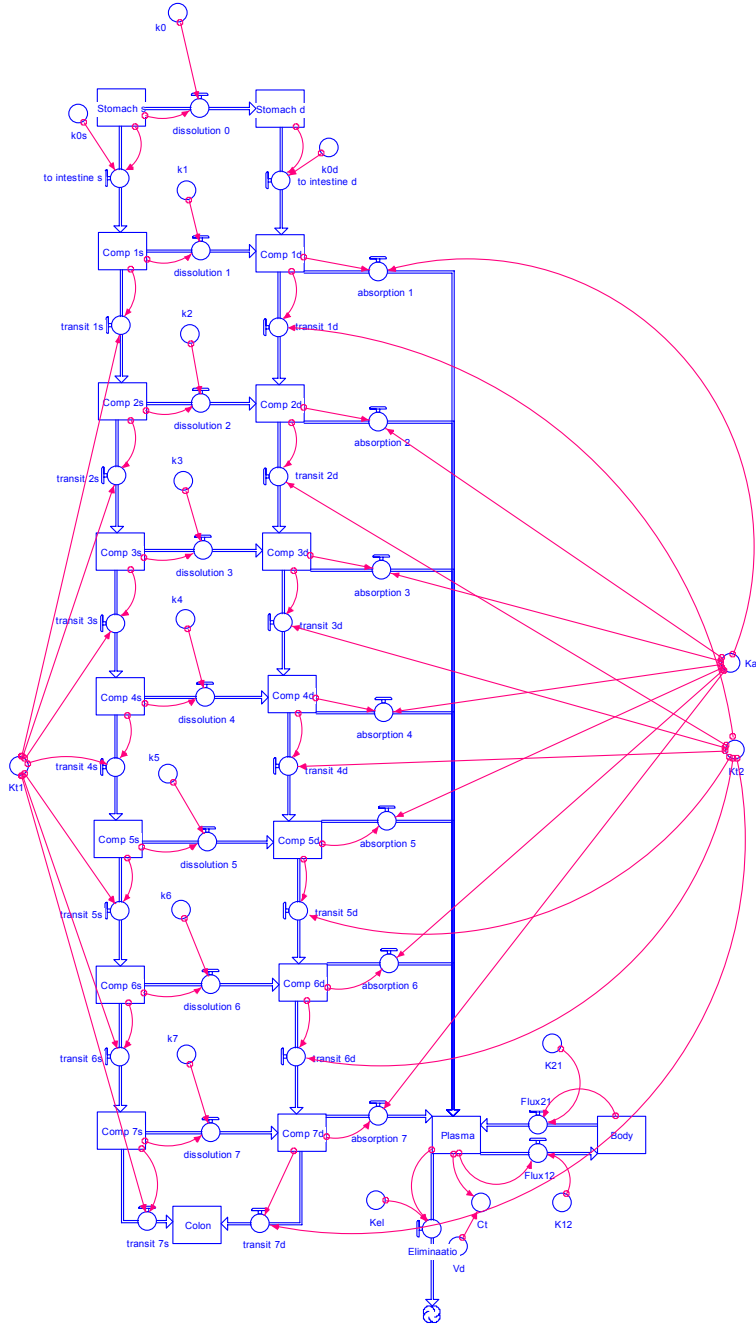 k0
Stomach s
Stomach d
dissolution 0
k0s
k0d
to intestine s
to intestine d
k1
Comp 1s
Comp 1d
dissolution 1
absorption 1
transit 1s
transit 1d
k2
Comp 2s
Comp 2d
dissolution 2
absorption 2
transit 2s
transit 2d
k3
Comp 3s
Comp 3d
dissolution 3
absorption 3
transit 3s
transit 3d
k4
Ka
Comp 4s
Comp 4d
dissolution 4
absorption 4
transit 4s
transit 4d
Kt1
Kt2
k5
Comp 5s
Comp 5d
dissolution 5
absorption 5
transit 5s
transit 5d
k6
Comp 6s
Comp 6d
dissolution 6
absorption 6
transit 6s
transit 6d
k7
K21
Flux21
Comp 7s
Comp 7d
dissolution 7
absorption 7
Plasma
Body
Flux12
Colon
transit 7s
transit 7d
Kel
Ct
K12
Eliminaatio
Vd